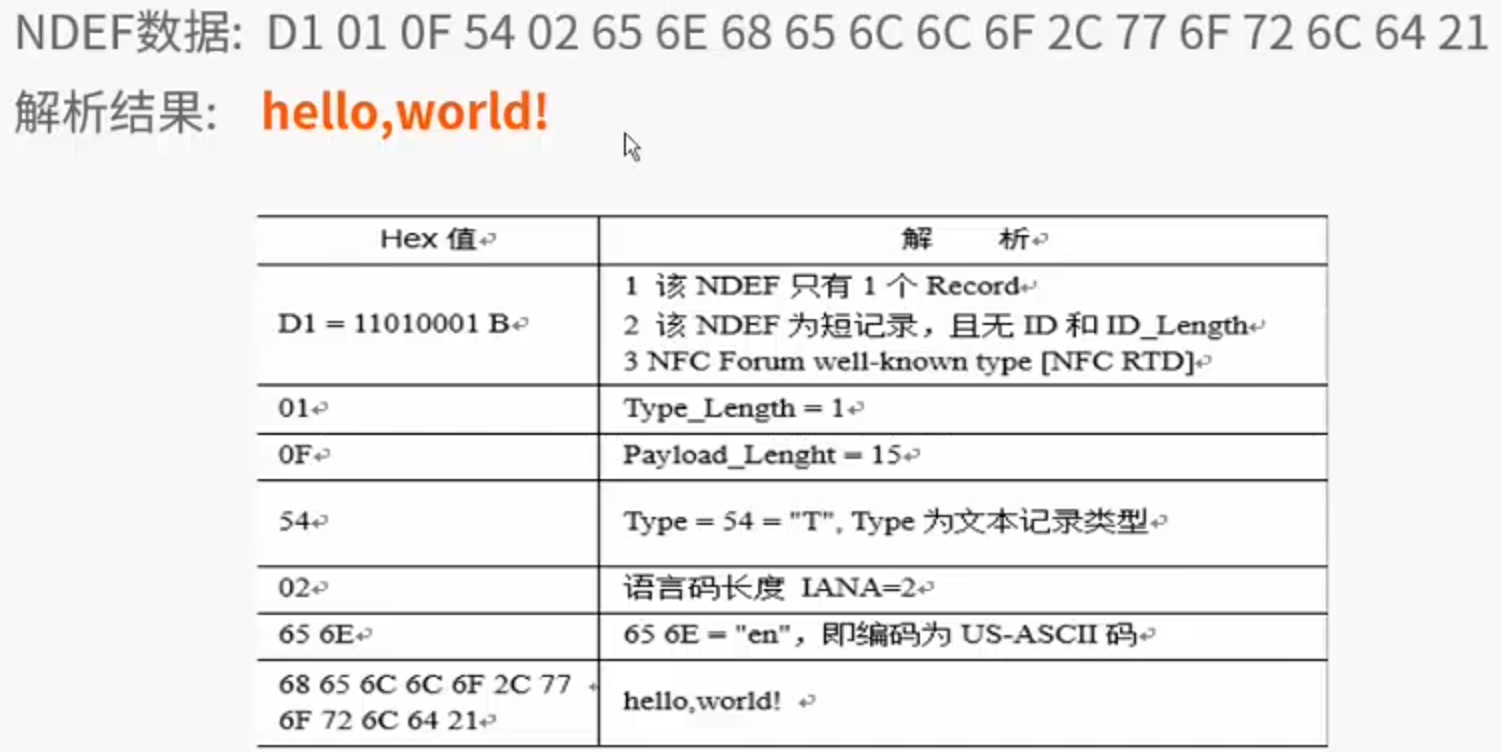 NDEF数据: D1 01 0F 54 02 65 6E 68 65 6C 6C 6F 2C 77 6F 72 6C 64 21
解析结果: hello,world!
Hex 值 解 析
D1 = 11010001 B
1 该 NDEF 只有 1 个 Record
2 该 NDEF 为短记录，且无 ID 和 ID_Length
3 NFC Forum well-known type [NFC RTD]
01 Type_Length = 1
0F Payload_Lenght = 15
54 Type = 54 = "T", Type 为文本记录类型
02 语言码长度 IANA=2
65 6E 65 6E = "en"，即编码为 US-ASCII 码
68 65 6C 6C 6F 2C 77
6F 72 6C 64 21
hello,world!